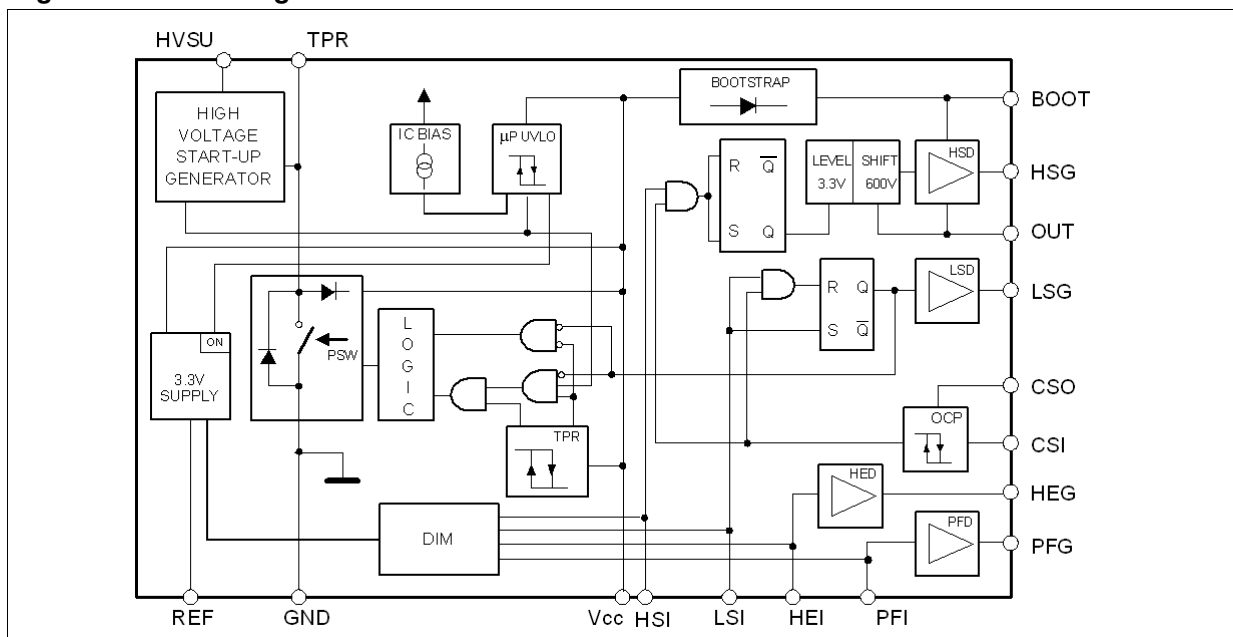 HVSU
TPR
HIGH
VOLTAGE
START-UP
GENERATOR
IC BIAS
μP UVLO
BOOTSTRAP
BOOT
R Q
S Q
LEVEL SHIFT
3.3V 600V
HSD
HSG
OUT
R Q
S Q
LSD
LSG
ON
3.3V
SUPPLY
PSW
LOGIC
TPR
CSO
OCP
CSI
HED
HEG
PFD
PFG
DIM
REF
GND
Vcc
HSI
LSI
HEI
PFI